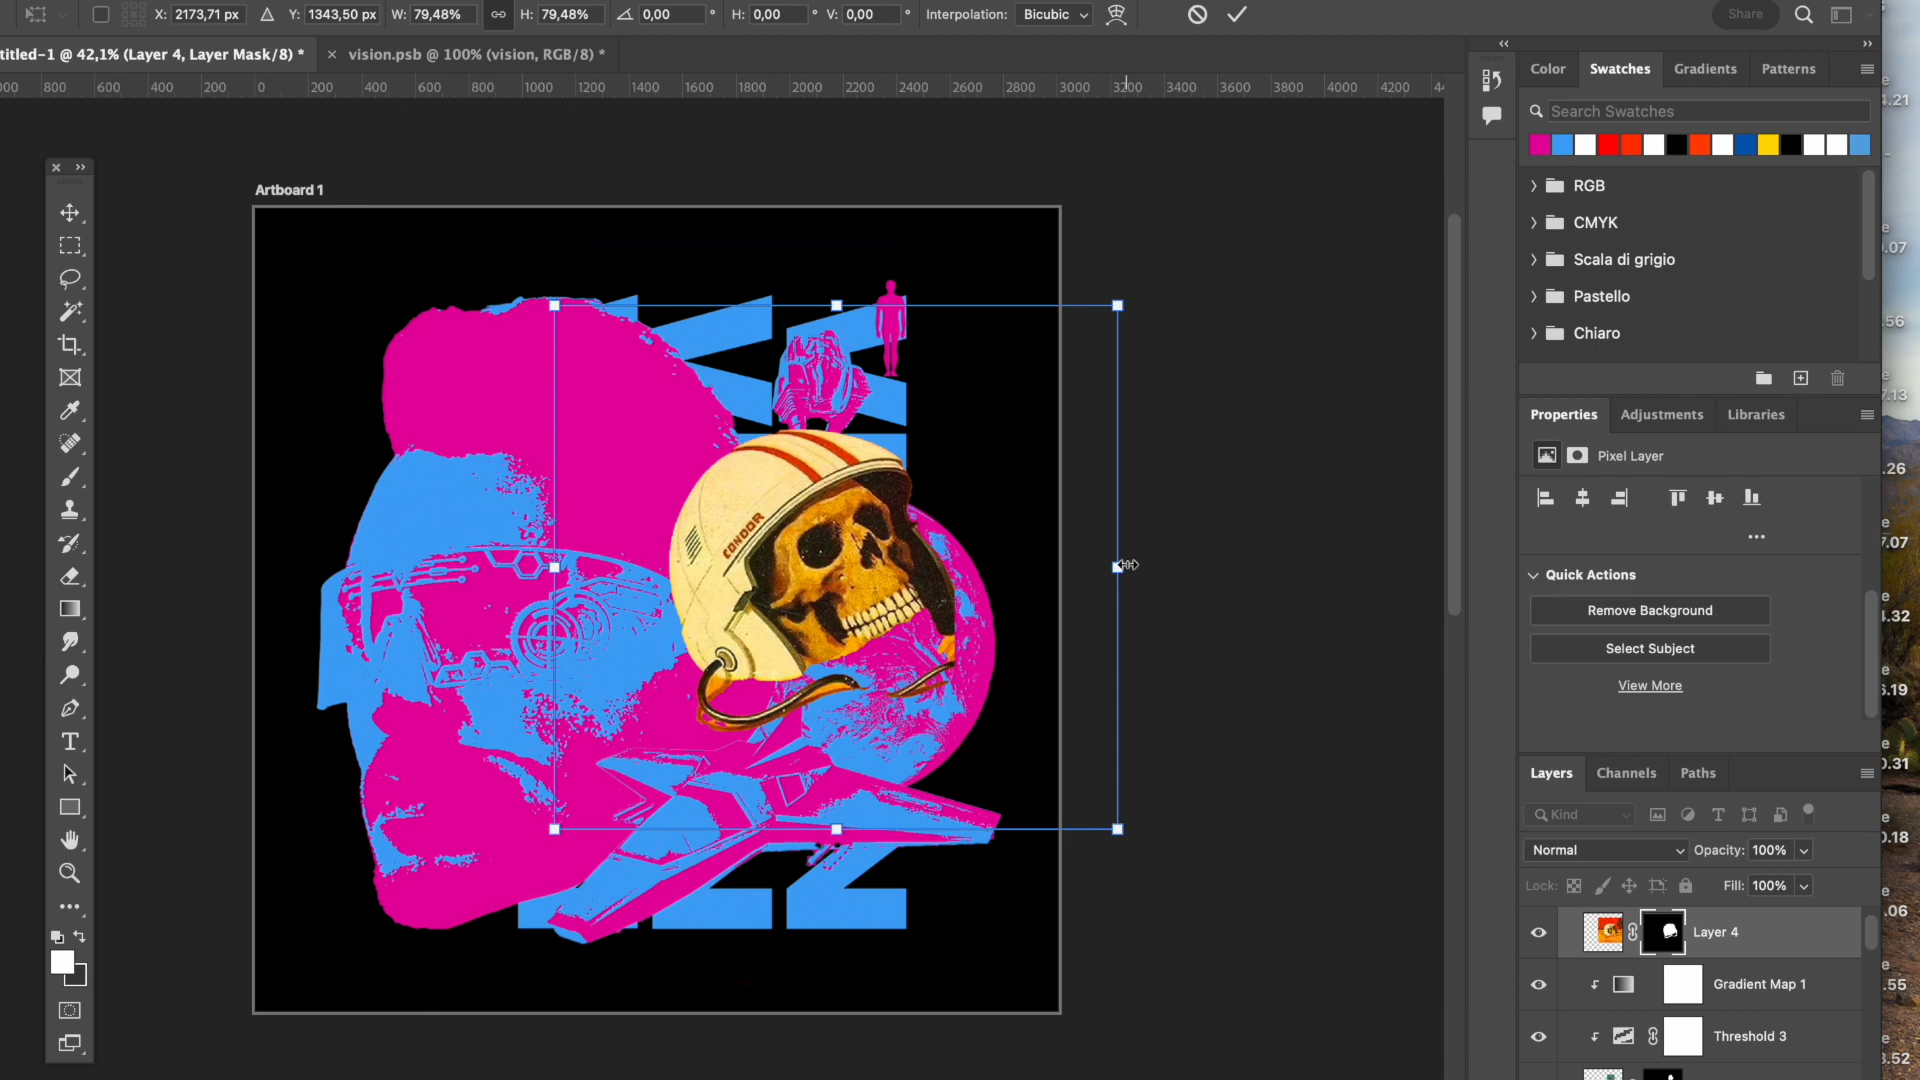 X: 2173,71 px Y: 1343,50 px W: 79,48% H: 79,48% 0,00 ° H: 0,00 ° V: 0,00 ° Interpolation: Bicubic Share
titled-1 @ 42,1% (Layer 4, Layer Mask/8) * × vision.psb @ 100% (vision, RGB/8) *
800 600 400 200 0 200 400 600 800 1000 1200 1400 1600 1800 2000 2200 2400 2600 2800 3000 3200 3400 3600 3800 4000 4200
Color Swatches Gradients Patterns
Search Swatches
RGB
CMYK
Scala di grigio
Pastello
Chiaro
Artboard 1
CONDOR
Properties Adjustments Libraries
Pixel Layer
Quick Actions
Remove Background
Select Subject
View More
Layers Channels Paths
Kind
Normal Opacity: 100%
Lock: Fill: 100%
Layer 4
Gradient Map 1
Threshold 3